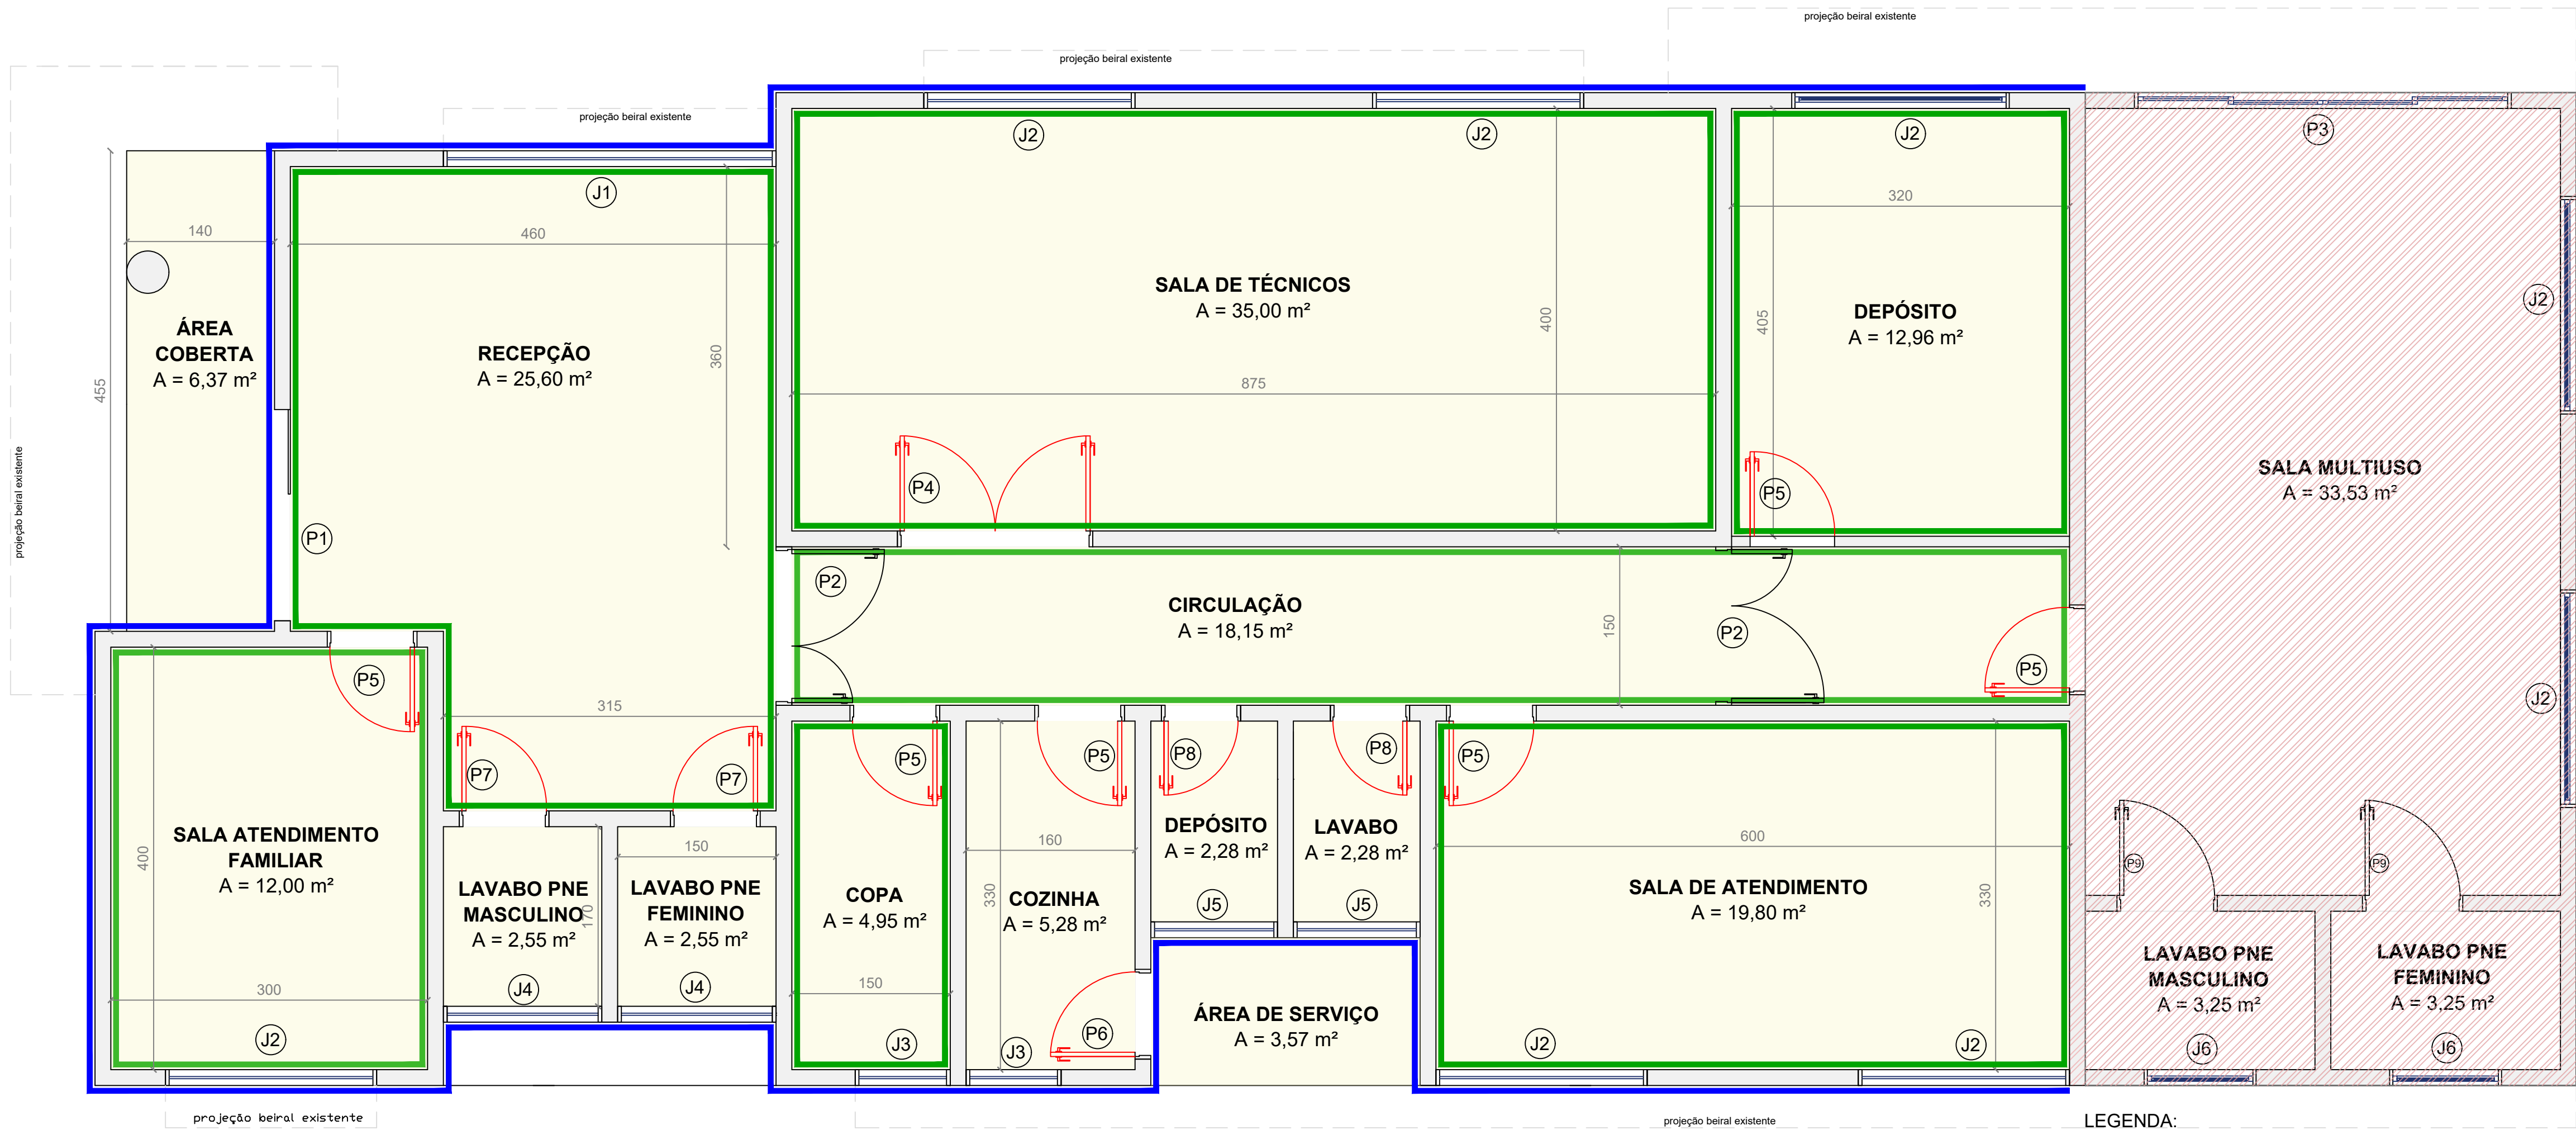 projeção beiral existente
projeção beiral existente
projeção beiral existente
J2
J2
J2
P3
J1
140
460
320
ÁREA
COBERTA
A = 6,37 m²
455
RECEPÇÃO
A = 25,60 m²
360
SALA DE TÉCNICOS
A = 35,00 m²
400
875
DEPÓSITO
A = 12,96 m²
405
J2
SALA MULTIUSO
A = 33,53 m²
projeção beiral existente
P1
P4
P5
P2
CIRCULAÇÃO
A = 18,15 m²
150
P2
P5
J2
P5
315
P7
P7
P5
P5
P8
P8
P5
SALA ATENDIMENTO
FAMILIAR
A = 12,00 m²
400
300
J2
LAVABO PNE
MASCULINO
A = 2,55 m²
170
J4
150
LAVABO PNE
FEMININO
A = 2,55 m²
J4
COPA
A = 4,95 m²
150
J3
160
330
COZINHA
A = 5,28 m²
J3
P6
DEPÓSITO
A = 2,28 m²
J5
LAVABO
A = 2,28 m²
J5
ÁREA DE SERVIÇO
A = 3,57 m²
600
SALA DE ATENDIMENTO
A = 19,80 m²
330
J2
J2
P9
P9
LAVABO PNE
MASCULINO
A = 3,25 m²
J6
LAVABO PNE
FEMININO
A = 3,25 m²
J6
projeção beiral existente
projeção beiral existente
LEGENDA: